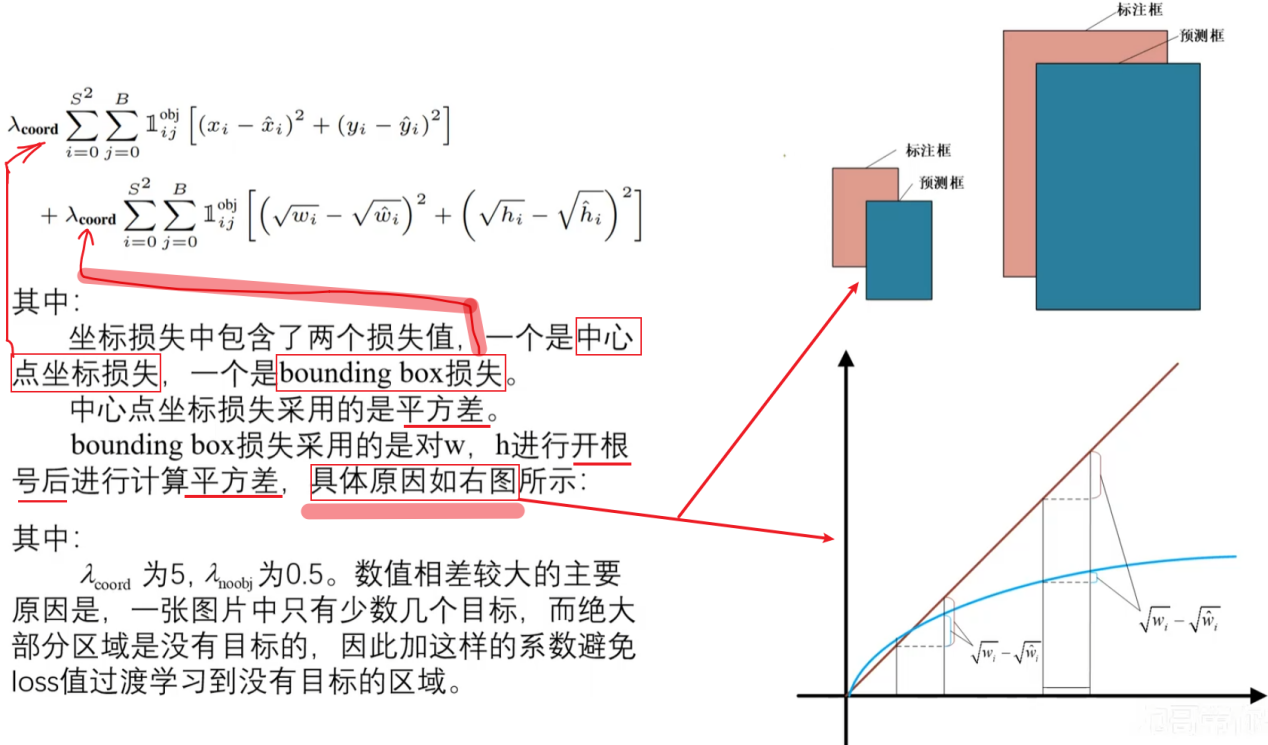 λcoord ∑_{i=0}^{S^2} ∑_{j=0}^{B} 𝟙_{ij}^{obj} [(x_i − x̂_i)^2 + (y_i − ŷ_i)^2]
+ λcoord ∑_{i=0}^{S^2} ∑_{j=0}^{B} 𝟙_{ij}^{obj} [(√w_i − √ŵ_i)^2 + (√h_i − √ĥ_i)^2]
其中：
坐标损失中包含了两个损失值，一个是中心
点坐标损失，一个是bounding box损失。
中心点坐标损失采用的是平方差。
bounding box损失采用的是对w，h进行开根
号后进行计算平方差，具体原因如右图所示：
其中：
λcoord 为5, λnoobj 为0.5。数值相差较大的主要
原因是，一张图片中只有少数几个目标，而绝大
部分区域是没有目标的，因此加这样的系数避免
loss值过渡学习到没有目标的区域。
标注框
预测框
标注框
预测框
√w_i − √ŵ_i
√w_i − √ŵ_i